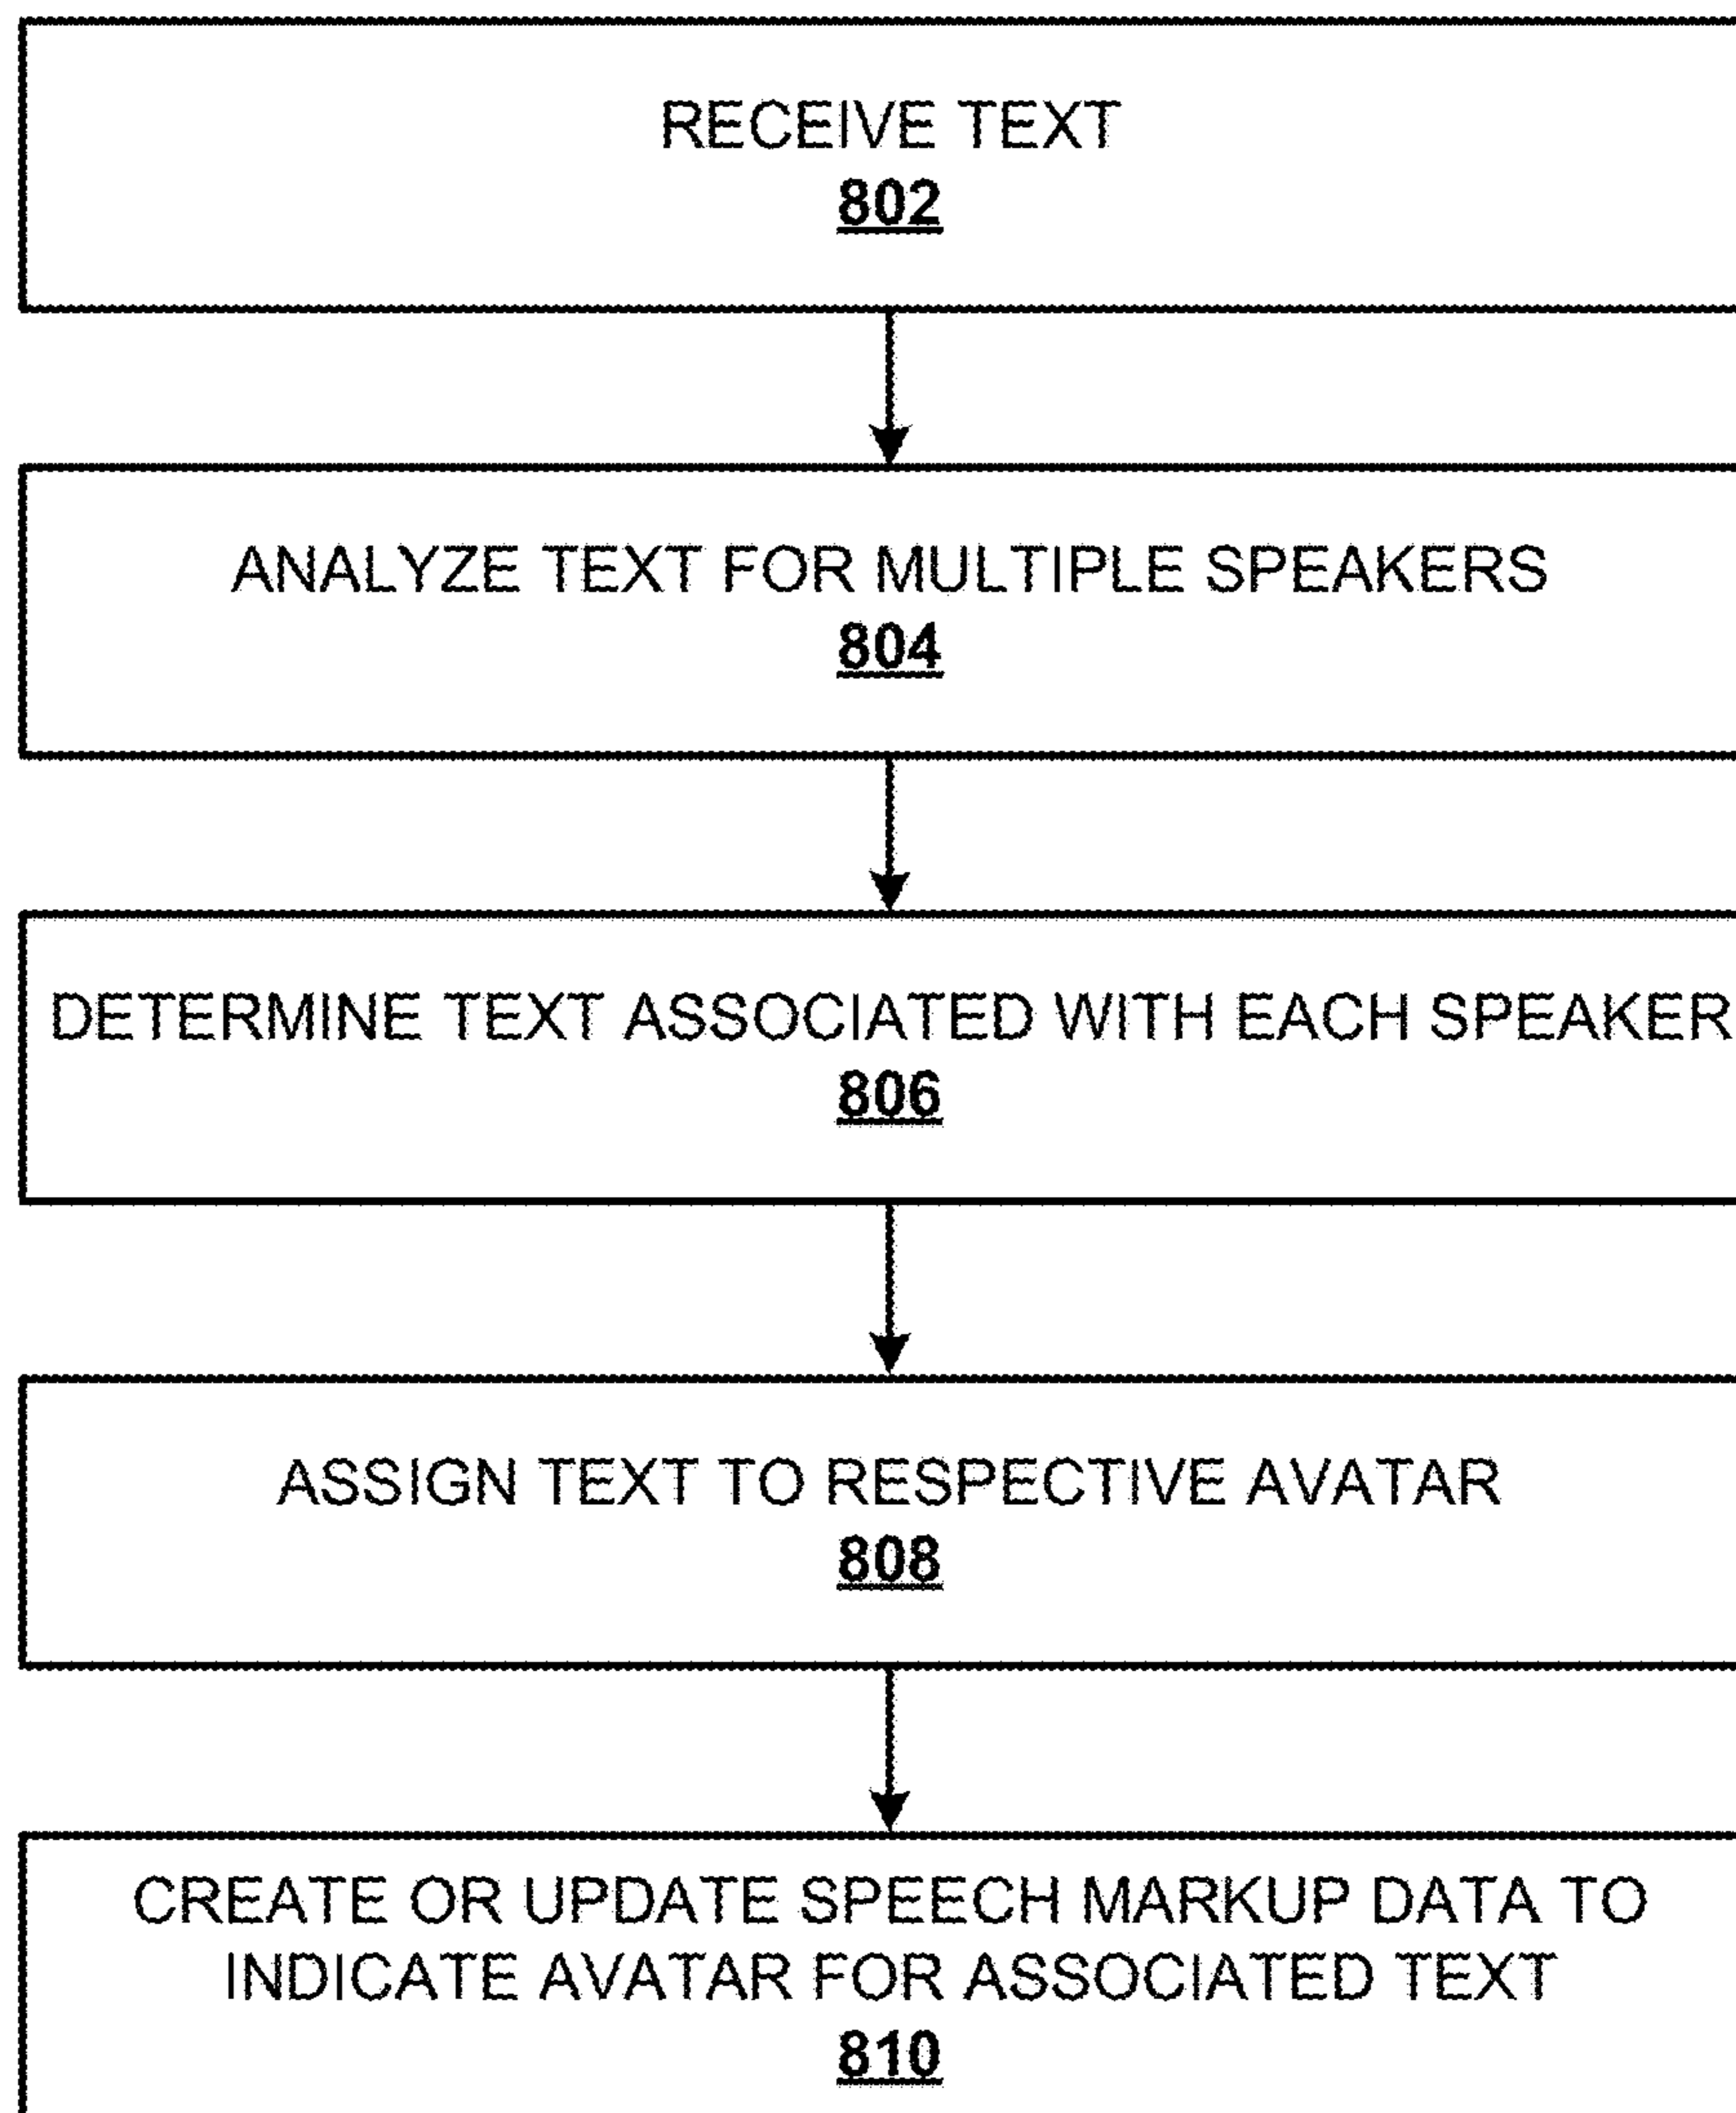 RECEIVE TEXT
802
ANALYZE TEXT FOR MULTIPLE SPEAKERS
804
DETERMINE TEXT ASSOCIATED WITH EACH SPEAKER
806
ASSIGN TEXT TO RESPECTIVE AVATAR
808
CREATE OR UPDATE SPEECH MARKUP DATA TO
INDICATE AVATAR FOR ASSOCIATED TEXT
810